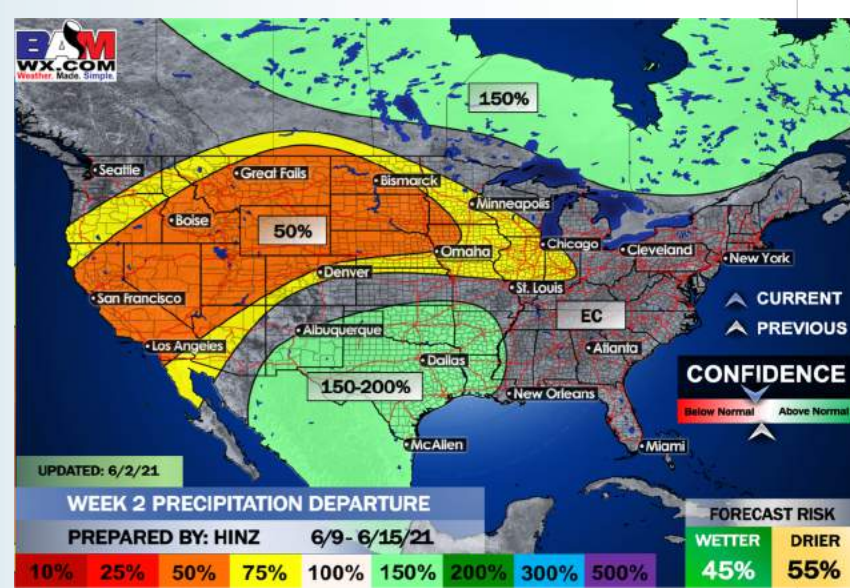 BAM
WX.COM
Weather. Made. Simple.
150%
Seattle
Great Falls
Bismarck
Minneapolis
Boise
50%
Omaha
Chicago
Cleveland
New York
Denver
San Francisco
St. Louis
CURRENT
EC
PREVIOUS
Albuquerque
Los Angeles
Atlanta
Dallas
CONFIDENCE
150-200%
New Orleans
Below Normal
Above Normal
McAllen
Miami
UPDATED: 6/2/21
WEEK 2 PRECIPITATION DEPARTURE
FORECAST RISK
PREPARED BY: HINZ 6/9- 6/15/21
WETTER DRIER
45% 55%
10% 25% 50% 75% 100% 150% 200% 300% 500%